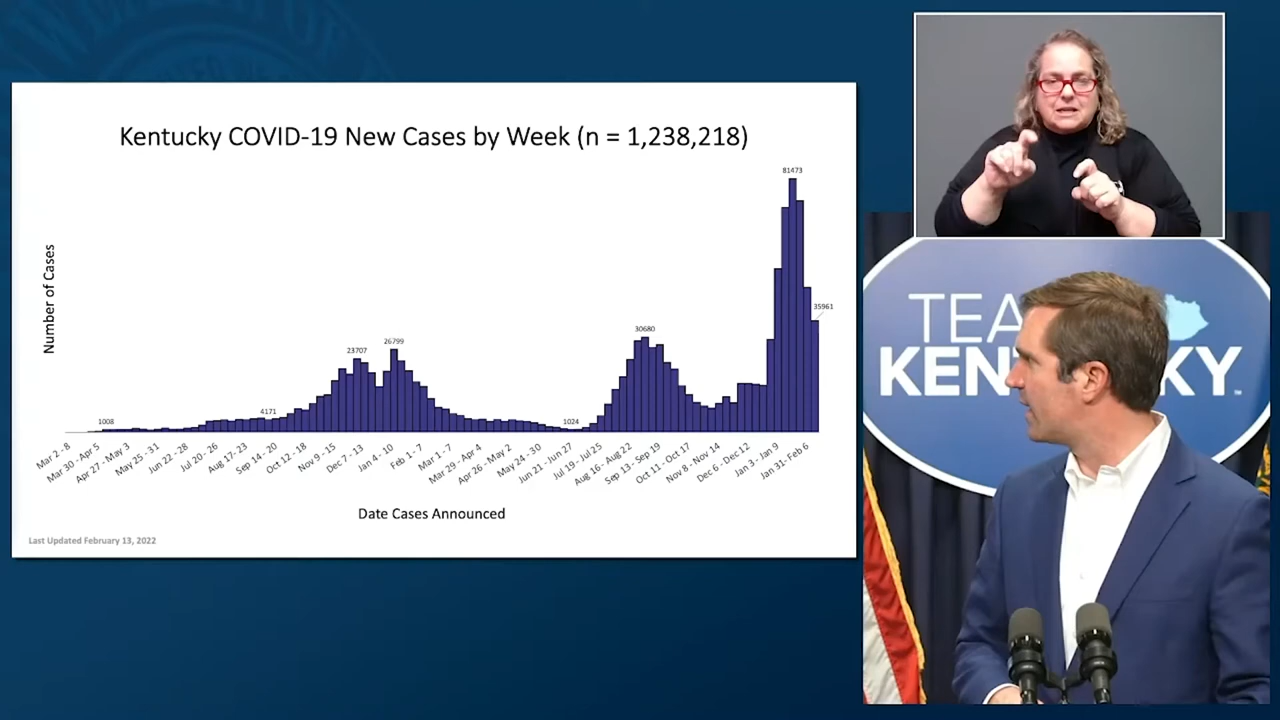 Kentucky COVID-19 New Cases by Week (n = 1,238,218)
Number of Cases
1008
4171
23707
26799
1024
30680
81473
35961
Mar 2 - 8
Mar 30 - Apr 5
Apr 27 - May 3
May 25 - 31
Jun 22 - 28
Jul 20 - 26
Aug 17 - 23
Sep 14 - 20
Oct 12 - 18
Nov 9 - 15
Dec 7 - 13
Jan 4 - 10
Feb 1 - 7
Mar 1 - 7
Mar 29 - Apr 4
Apr 26 - May 2
May 24 - 30
Jun 21 - Jun 27
Jul 19 - Jul 25
Aug 16 - Aug 22
Sep 13 - Sep 19
Oct 11 - Oct 17
Nov 8 - Nov 14
Dec 6 - Dec 12
Jan 3 - Jan 9
Jan 31 - Feb 6
Date Cases Announced
Last Updated February 13, 2022
TEA
KEN KY™